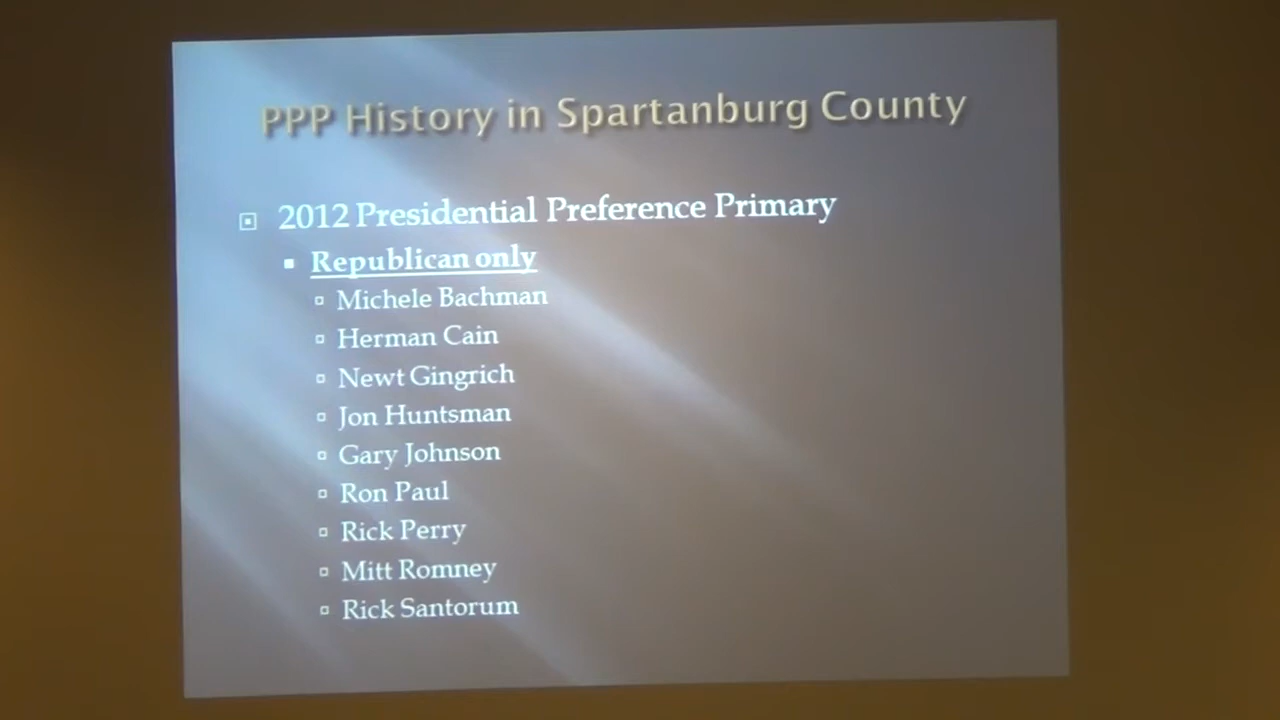 PPP History in Spartanburg County
2012 Presidential Preference Primary
Republican only
Michele Bachman
Herman Cain
Newt Gingrich
Jon Huntsman
Gary Johnson
Ron Paul
Rick Perry
Mitt Romney
Rick Santorum